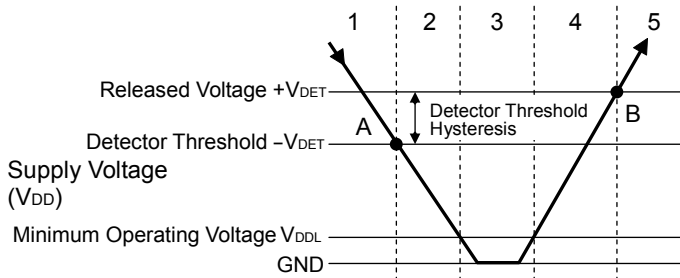 1 2 3 4 5
Released Voltage +VDET
Detector Threshold
Hysteresis
A
B
Detector Threshold –VDET
Supply Voltage
(VDD)
Minimum Operating Voltage VDDL
GND